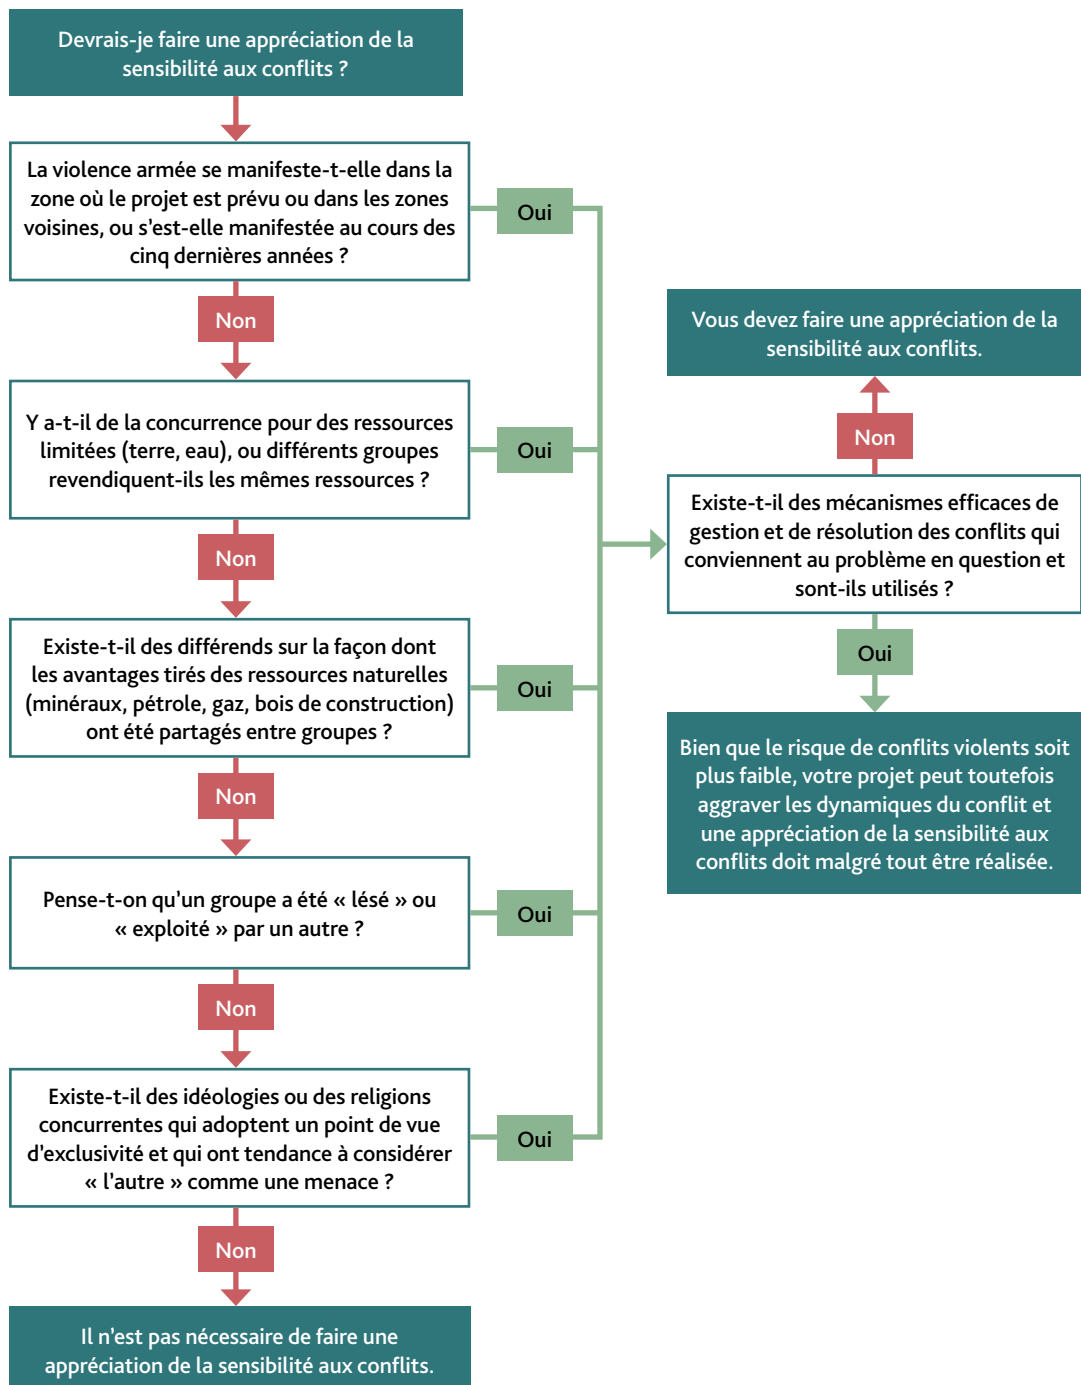 Devrais-je faire une appréciation de la
sensibilité aux conflits ?
La violence armée se manifeste-t-elle dans la
zone où le projet est prévu ou dans les zones
voisines, ou s’est-elle manifestée au cours des
cinq dernières années ?
Oui
Non
Y a-t-il de la concurrence pour des ressources
limitées (terre, eau), ou différents groupes
revendiquent-ils les mêmes ressources ?
Oui
Non
Existe-t-il des différends sur la façon dont
les avantages tirés des ressources naturelles
(minéraux, pétrole, gaz, bois de construction)
ont été partagés entre groupes ?
Oui
Non
Pense-t-on qu’un groupe a été « lésé » ou
« exploité » par un autre ?
Oui
Non
Existe-t-il des idéologies ou des religions
concurrentes qui adoptent un point de vue
d’exclusivité et qui ont tendance à considérer
« l’autre » comme une menace ?
Oui
Non
Il n’est pas nécessaire de faire une
appréciation de la sensibilité aux conflits.
Vous devez faire une appréciation de la
sensibilité aux conflits.
Non
Existe-t-il des mécanismes efficaces de
gestion et de résolution des conflits qui
conviennent au problème en question et
sont-ils utilisés ?
Oui
Bien que le risque de conflits violents soit
plus faible, votre projet peut toutefois
aggraver les dynamiques du conflit et
une appréciation de la sensibilité aux
conflits doit malgré tout être réalisée.